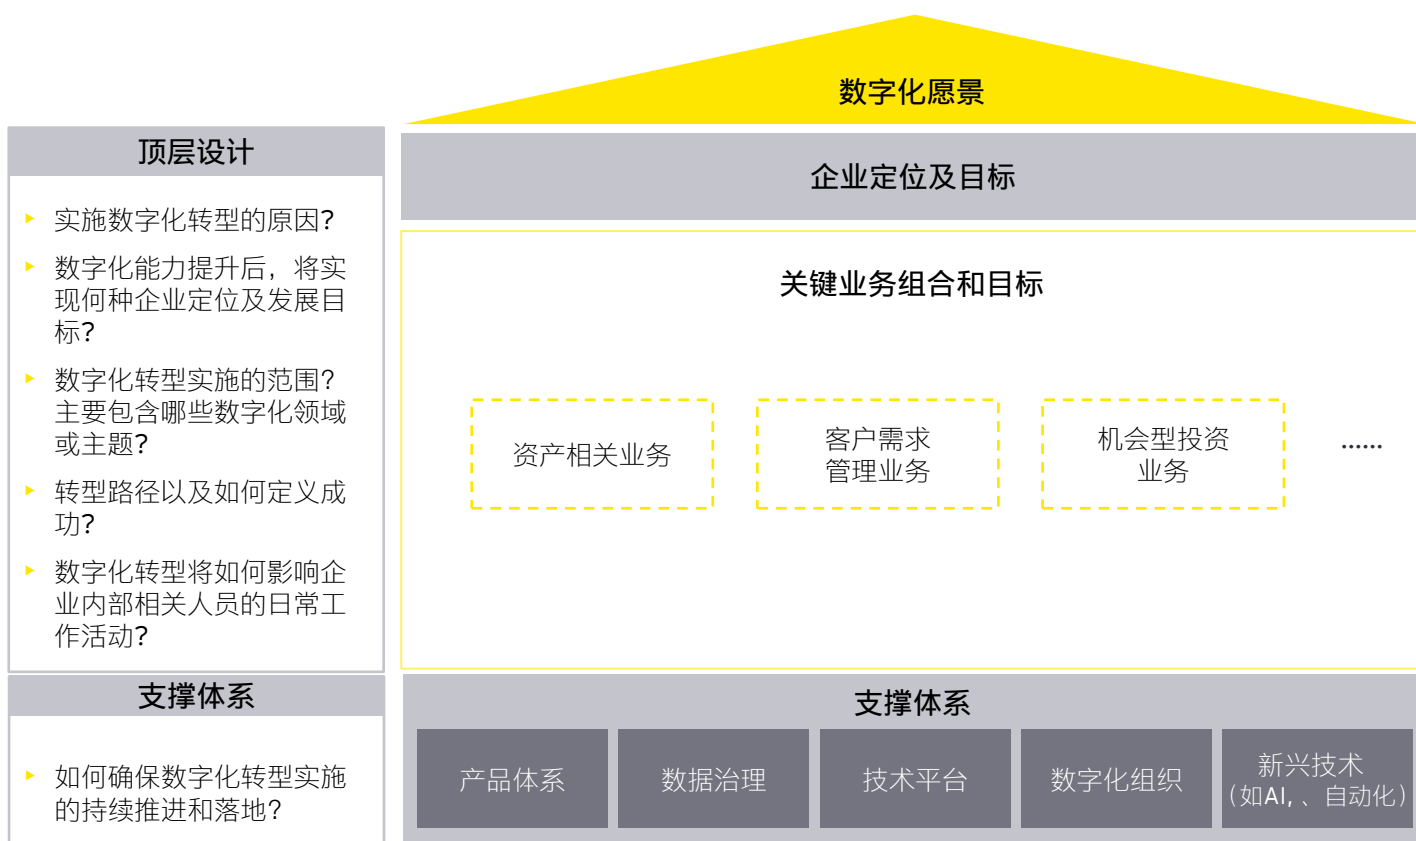 数字化愿景
顶层设计
实施数字化转型的原因?
数字化能力提升后，将实
现何种企业定位及发展目
标?
数字化转型实施的范围?
主要包含哪些数字化领域
或主题?
转型路径以及如何定义成
功?
数字化转型将如何影响企
业内部相关人员的日常工
作活动?
企业定位及目标
关键业务组合和目标
资产相关业务
客户需求
管理业务
机会型投资
业务
......
支撑体系
如何确保数字化转型实施
的持续推进和落地?
支撑体系
产品体系
数据治理
技术平台
数字化组织
新兴技术
(如AI, 、自动化)